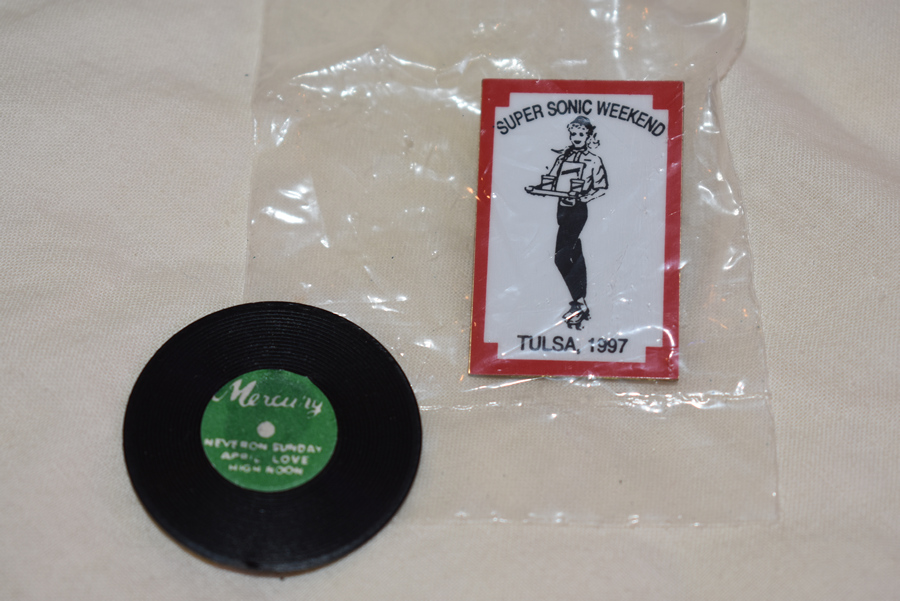 SUPER SONIC WEEKEND
TULSA, 1997
Mercury
NEVER ON SUNDAY
APRIL LOVE
HIGH NOON